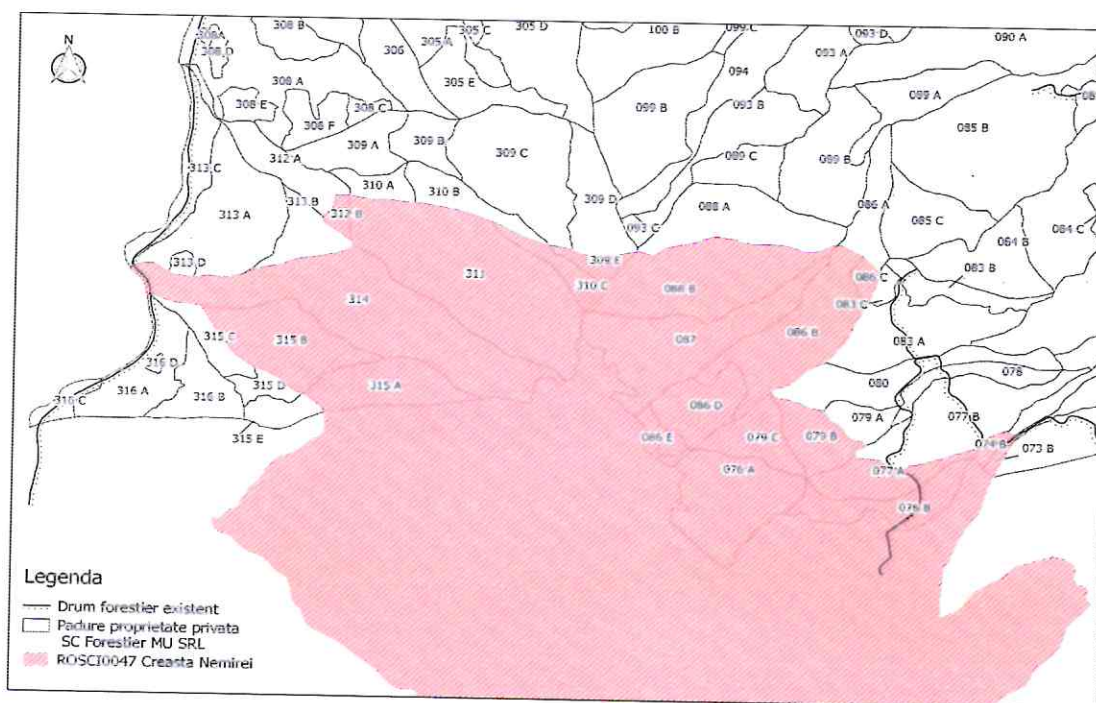 N
308 A
308 D
308 B
306
305 A
305 C
305 D
100 B
099 C
093 D
090 A
093 A
094
308 A
305 E
308 E
308 F
308 C
099 B
093 B
089 A
085 B
313 C
312 A
309 A
309 B
309 C
089 C
089 B
310 A
310 B
309 D
313 A
313 B
312 B
093 C
088 A
086 A
085 C
084 B
084 C
313 D
311
309 E
310 C
088 B
086 C
083 B
083 C
314
315 C
315 B
087
086 B
083 A
316 D
316 A
316 B
316 C
315 D
315 A
080
078
315 E
086 D
086 E
079 C
079 B
079 A
077 B
074 B
073 B
076 A
077 A
076 B
Legenda
Drum forestier existent
Padure proprietate privata
SC Forestier MU SRL
ROSCI0047 Creasta Nemirei